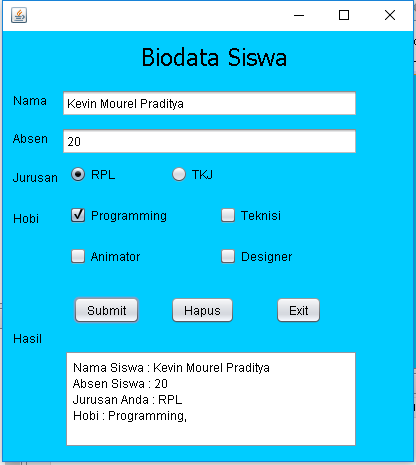 Biodata Siswa
Nama Kevin Mourel Praditya
Absen 20
Jurusan RPL TKJ
Hobi Programming Teknisi
Animator Designer
Submit Hapus Exit
Hasil
Nama Siswa : Kevin Mourel Praditya
Absen Siswa : 20
Jurusan Anda : RPL
Hobi : Programming,